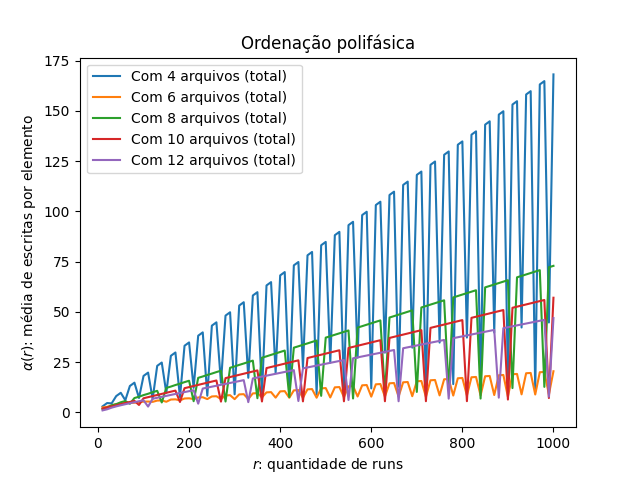 Ordenação polifásica
α(r): média de escritas por elemento
175
150
125
100
75
50
25
0
Com 4 arquivos (total)
Com 6 arquivos (total)
Com 8 arquivos (total)
Com 10 arquivos (total)
Com 12 arquivos (total)
0 200 400 600 800 1000
r: quantidade de runs